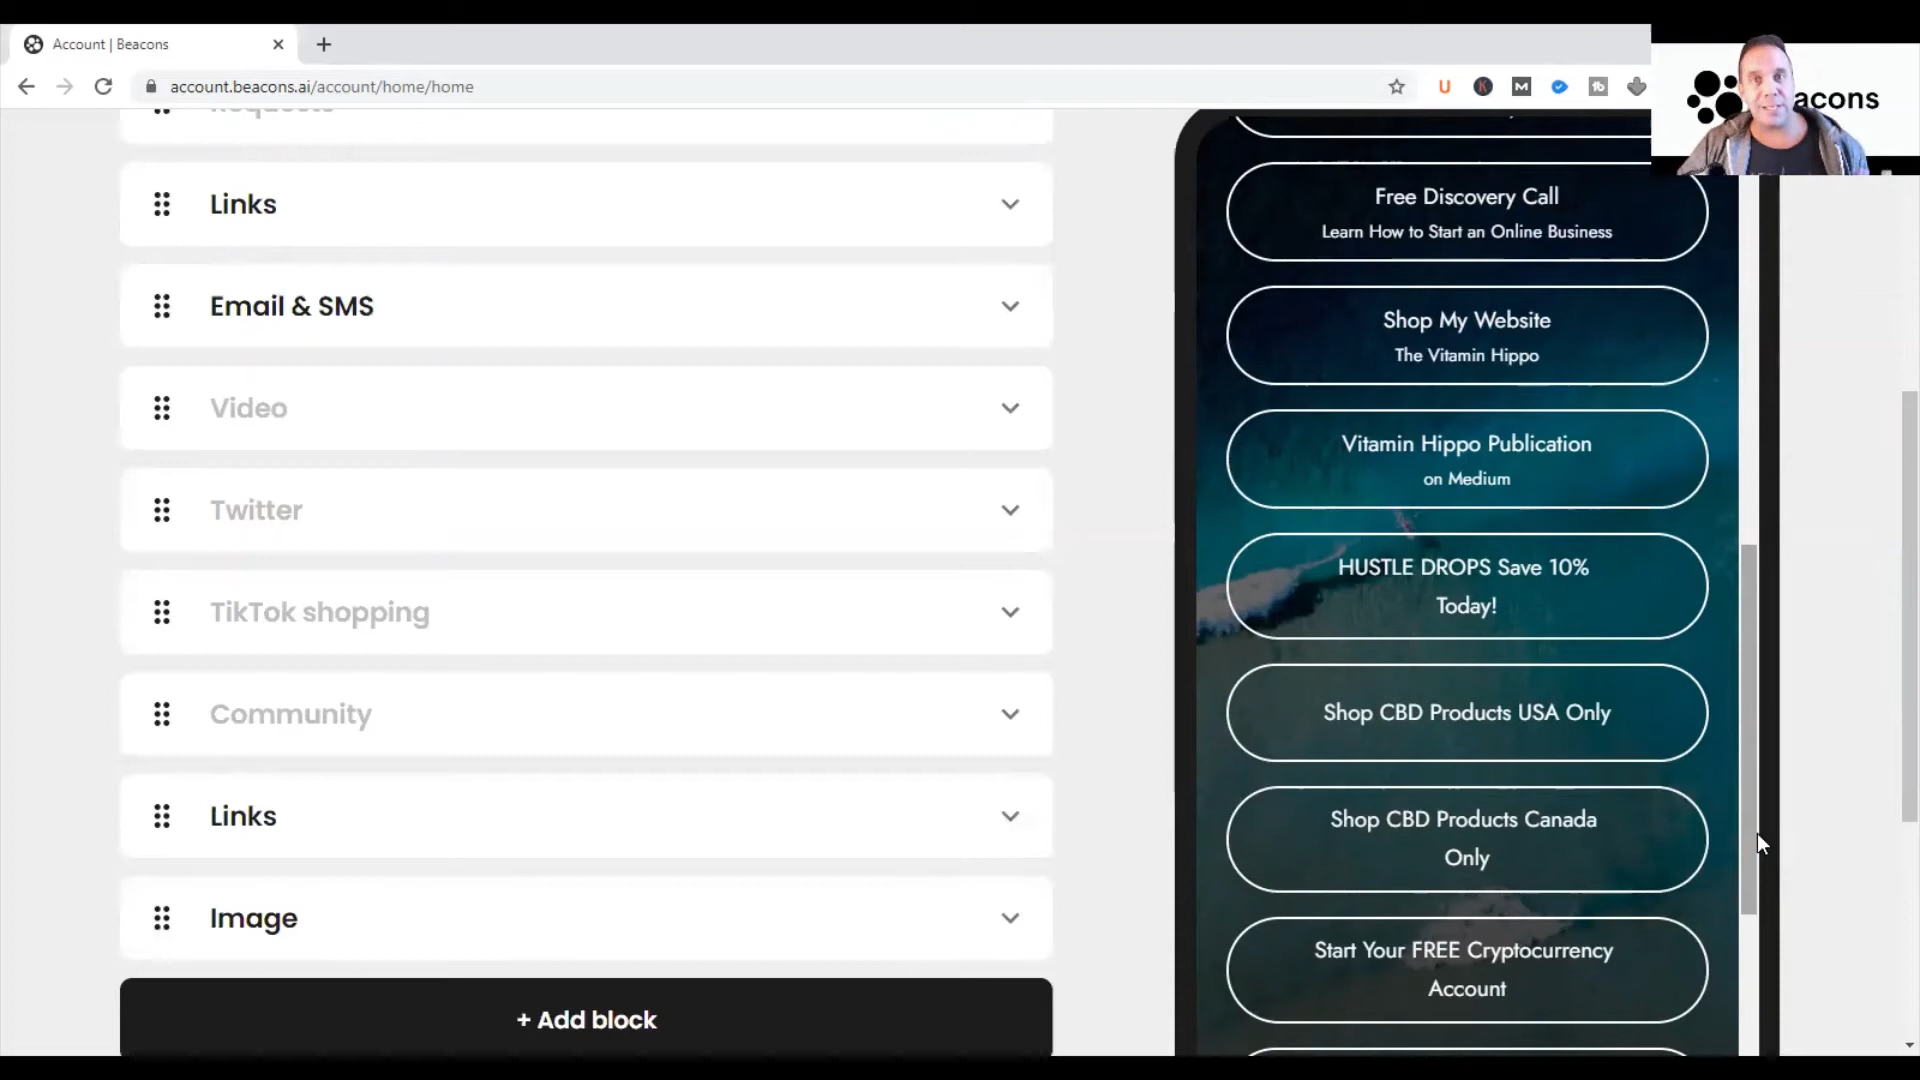 Account | Beacons
account.beacons.ai/account/home/home
acons
Requests
Links
Email & SMS
Video
Twitter
TikTok shopping
Community
Links
Image
+ Add block
Free Discovery Call
Learn How to Start an Online Business
Shop My Website
The Vitamin Hippo
Vitamin Hippo Publication
on Medium
HUSTLE DROPS Save 10%
Today!
Shop CBD Products USA Only
Shop CBD Products Canada
Only
Start Your FREE Cryptocurrency
Account